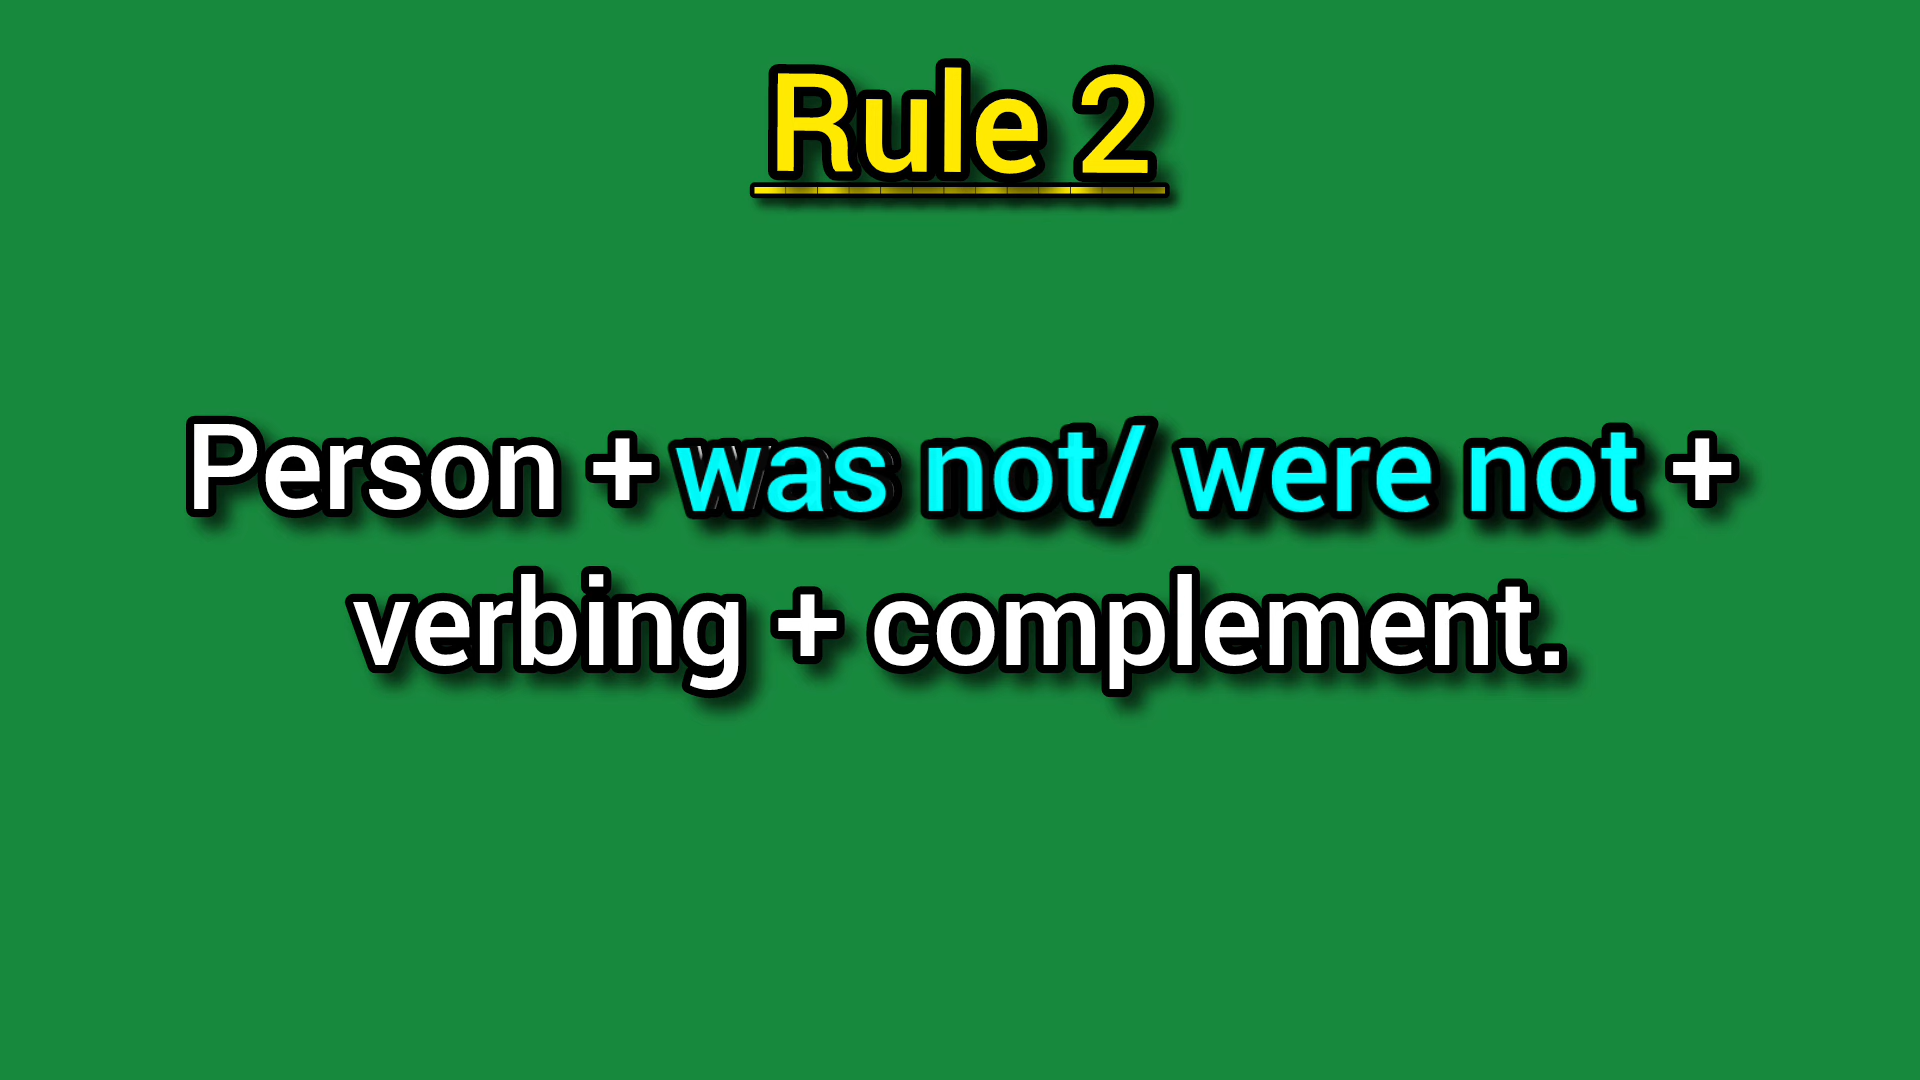 Rule 2
Person + was not/ were not +
verbing + complement.